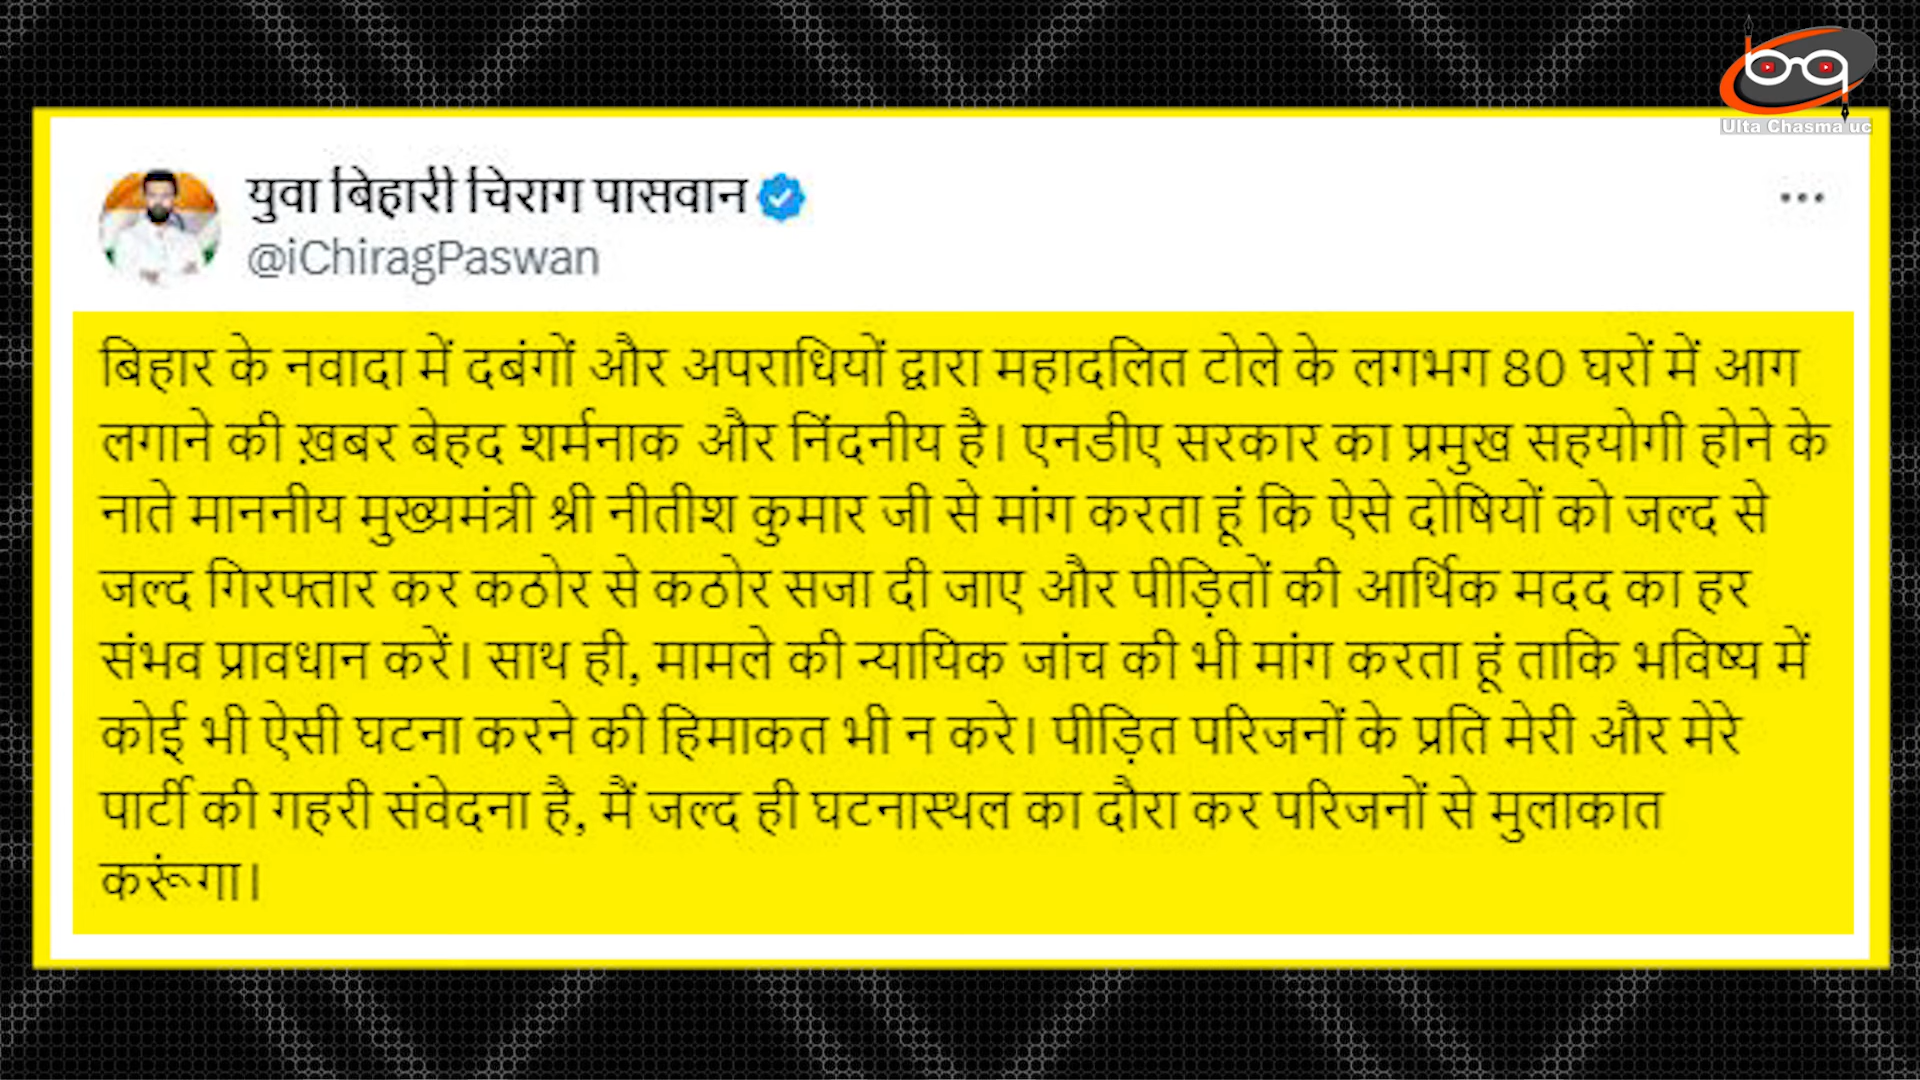 bq
Ulta Chasma uc
युवा बिहारी चिराग पासवान
@iChiragPaswan
बिहार के नवादा में दबंगों और अपराधियों द्वारा महादलित टोले के लगभग 80 घरों में आग
लगाने की ख़बर बेहद शर्मनाक और निंदनीय है। एनडीए सरकार का प्रमुख सहयोगी होने के
नाते माननीय मुख्यमंत्री श्री नीतीश कुमार जी से मांग करता हूं कि ऐसे दोषियों को जल्द से
जल्द गिरफ्तार कर कठोर से कठोर सजा दी जाए और पीड़ितों की आर्थिक मदद का हर
संभव प्रावधान करें। साथ ही, मामले की न्यायिक जांच की भी मांग करता हूं ताकि भविष्य में
कोई भी ऐसी घटना करने की हिमाकत भी न करे। पीड़ित परिजनों के प्रति मेरी और मेरे
पार्टी की गहरी संवेदना है, मैं जल्द ही घटनास्थल का दौरा कर परिजनों से मुलाकात
करूंगा।